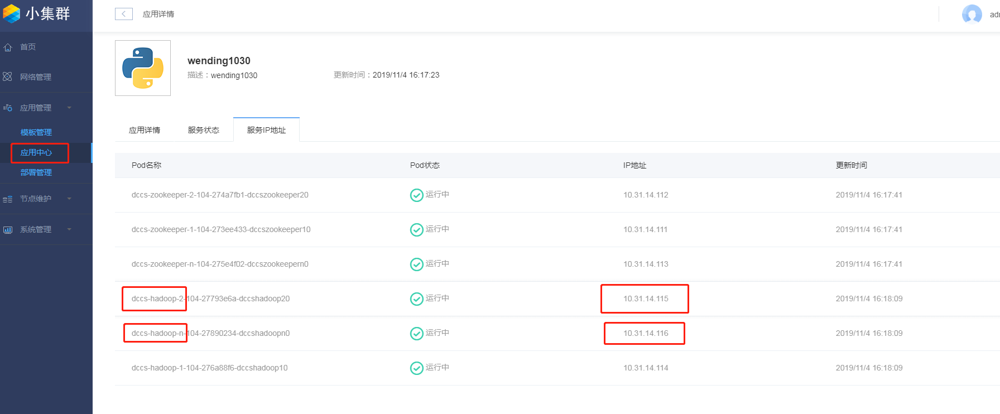 小集群
应用详情
adm
首页
网络管理
应用管理
模板管理
应用中心
部署管理
节点维护
系统管理
wending1030
描述：wending1030
更新时间：2019/11/4 16:17:23
应用详情 服务状态 服务IP地址
Pod名称 Pod状态 IP地址 更新时间
dccs-zookeeper-2-104-274a7fb1-dccszookeeper20 运行中 10.31.14.112 2019/11/4 16:17:41
dccs-zookeeper-1-104-273ee433-dccszookeeper10 运行中 10.31.14.111 2019/11/4 16:17:41
dccs-zookeeper-n-104-275e4f02-dccszookeepern0 运行中 10.31.14.113 2019/11/4 16:17:41
dccs-hadoop-2-104-27793e6a-dccshadoop20 运行中 10.31.14.115 2019/11/4 16:18:09
dccs-hadoop-n-104-27890234-dccshadoopn0 运行中 10.31.14.116 2019/11/4 16:18:09
dccs-hadoop-1-104-276a88f6-dccshadoop10 运行中 10.31.14.114 2019/11/4 16:18:09